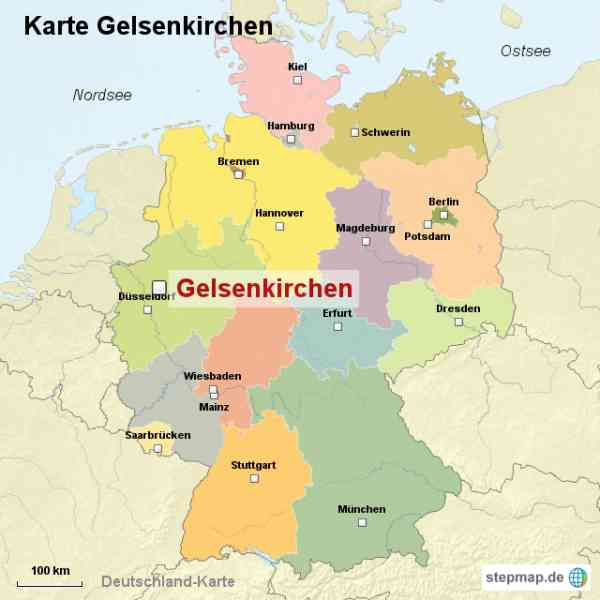 Karte Gelsenkirchen
Ostsee
Kiel
Nordsee
Hamburg
Schwerin
Bremen
Berlin
Hannover
Magdeburg
Potsdam
Gelsenkirchen
Düsseldorf
Erfurt
Dresden
Wiesbaden
Mainz
Saarbrücken
Stuttgart
München
100 km
Deutschland-Karte
stepmap.de